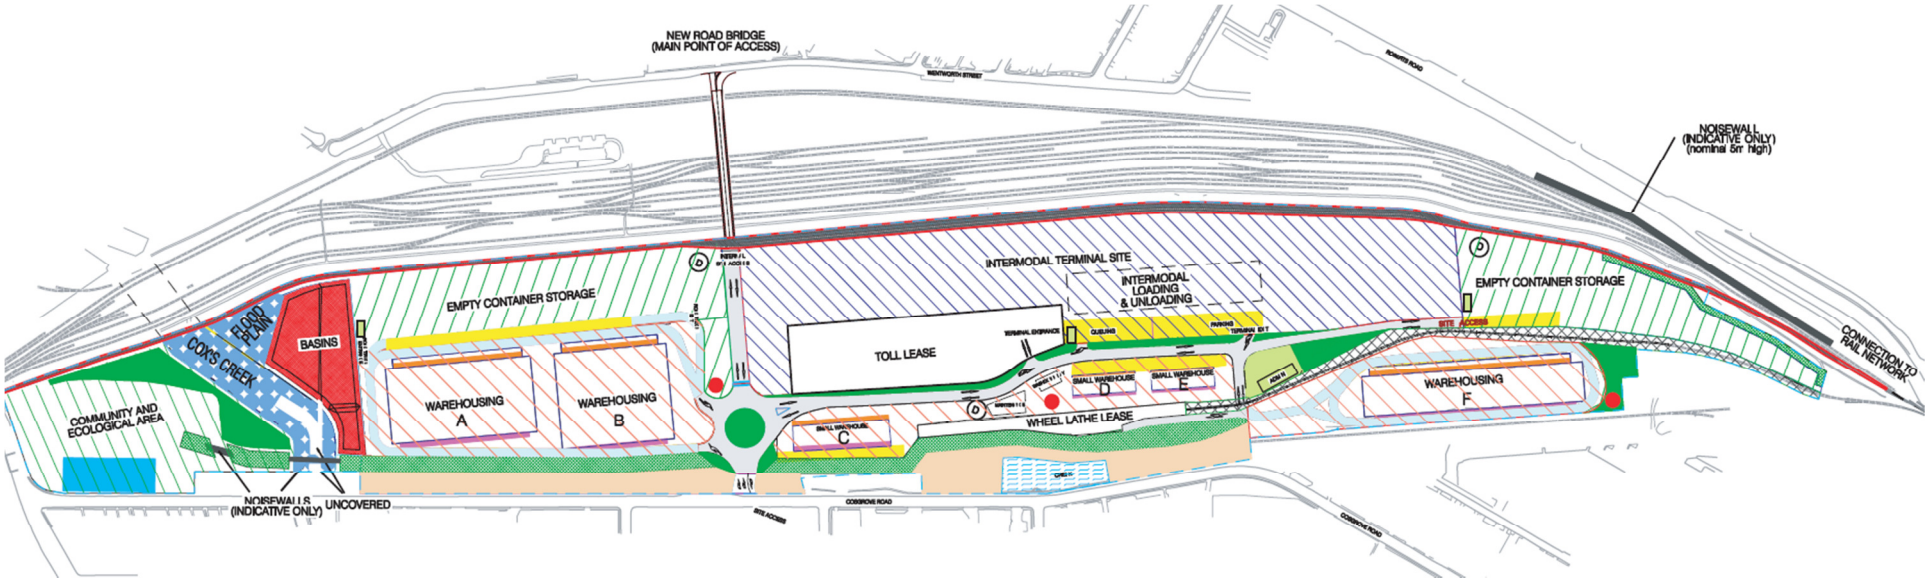 NEW ROAD BRIDGE
(MAIN POINT OF ACCESS)
WENTWORTH STREET
ROBERTS ROAD
NOISEWALL
(INDICATIVE ONLY)
(nominal 5m high)
D
D
INTERMODAL TERMINAL SITE
INTERMODAL
LOADING
& UNLOADING
EMPTY CONTAINER STORAGE
EMPTY CONTAINER STORAGE
FLOOD
PLAIN
COX'S CREEK
BASINS
TOLL LEASE
TERMINAL ENTRANCE
QUEUING
PARKING
TERMINAL EXIT
SITE ACCESS
CONNECTION TO
RAIL NETWORK
COMMUNITY AND
ECOLOGICAL AREA
WAREHOUSING
A
WAREHOUSING
B
SMALL WAREHOUSE
C
SMALL WAREHOUSE
D
SMALL WAREHOUSE
E
ADMIN
WAREHOUSING
F
D
WHEEL LATHE LEASE
NOISEWALLS
(INDICATIVE ONLY)
UNCOVERED
COSGROVE ROAD
SITE ACCESS
COSGROVE ROAD